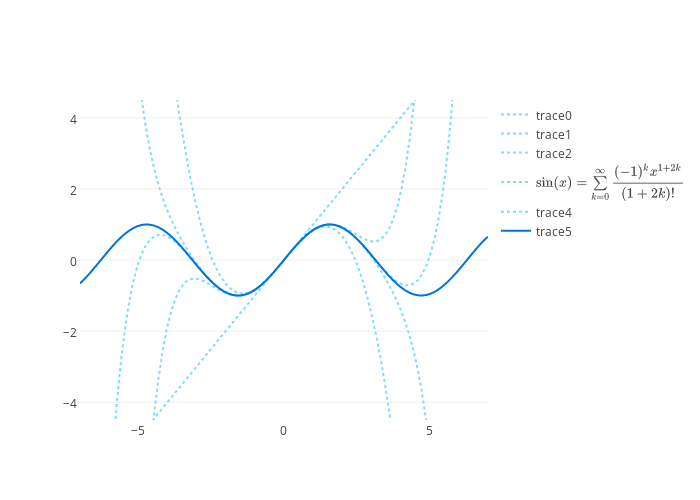 4
2
0
−2
−4
−5
0
5
trace0
trace1
trace2
sin(x) = ∑_{k=0}^{∞} (−1)^k x^{1+2k} / (1 + 2k)!
trace4
trace5